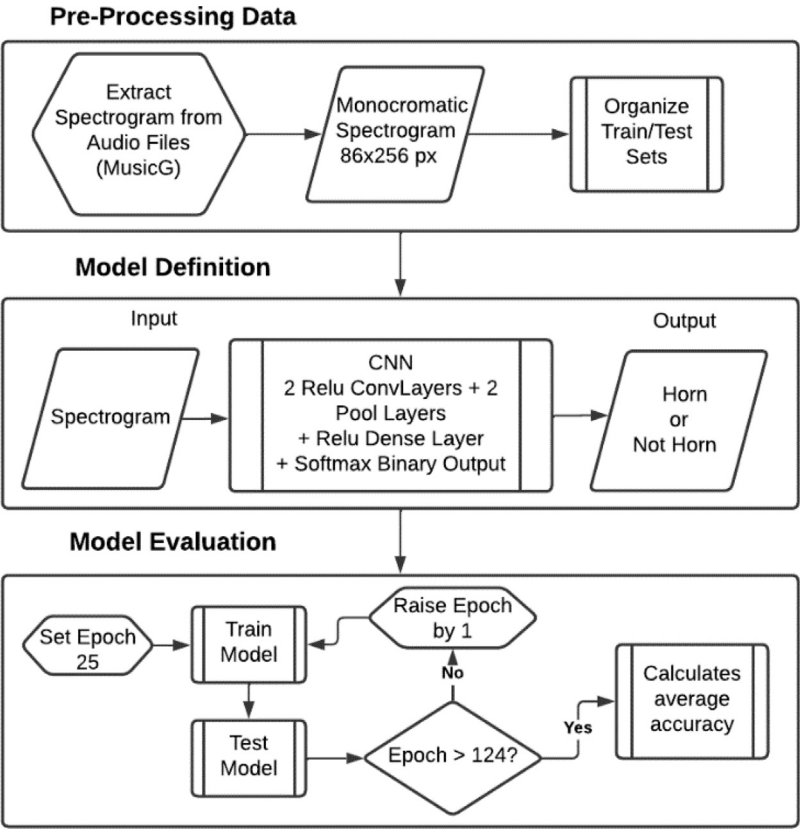 Pre-Processing Data
Extract
Spectrogram from
Audio Files
(MusicG)
Monocromatic
Spectrogram
86x256 px
Organize
Train/Test
Sets
Model Definition
Input
Output
Spectrogram
CNN
2 Relu ConvLayers + 2
Pool Layers
+ Relu Dense Layer
+ Softmax Binary Output
Horn
or
Not Horn
Model Evaluation
Set Epoch
25
Train
Model
Raise Epoch
by 1
Test
Model
Epoch > 124?
No
Yes
Calculates
average
accuracy